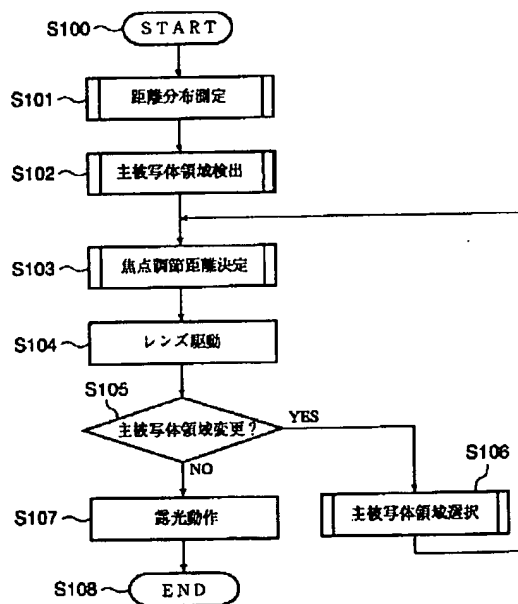 S100 START
S101 距離分布測定
S102 主被写体領域検出
S103 焦点調節距離決定
S104 レンズ駆動
S105
主被写体領域変更?
YES
NO
S106
主被写体領域選択
S107 露光動作
S108 END